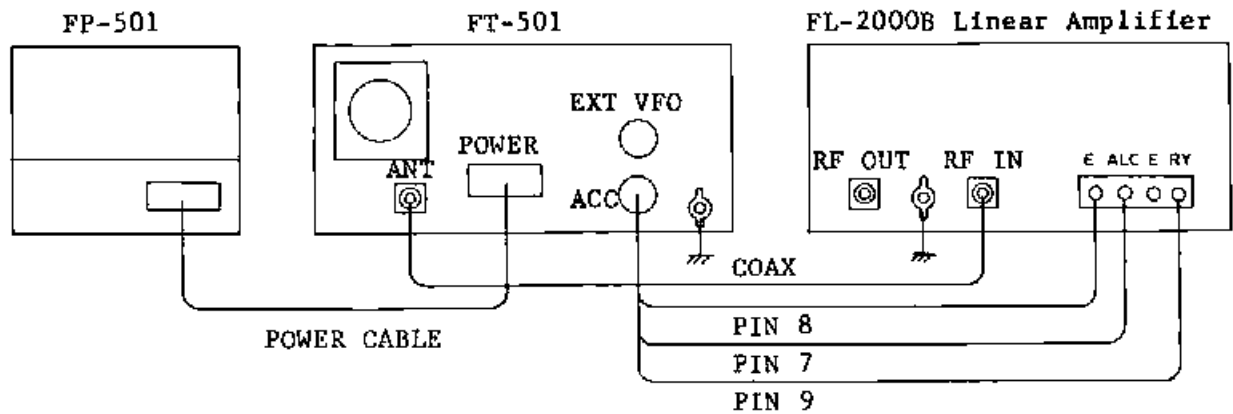 FP-501
FT-501
FL-2000B Linear Amplifier
EXT VFO
POWER
ANT
ACC
RF OUT
RF IN
E ALC E RY
COAX
POWER CABLE
PIN 8
PIN 7
PIN 9